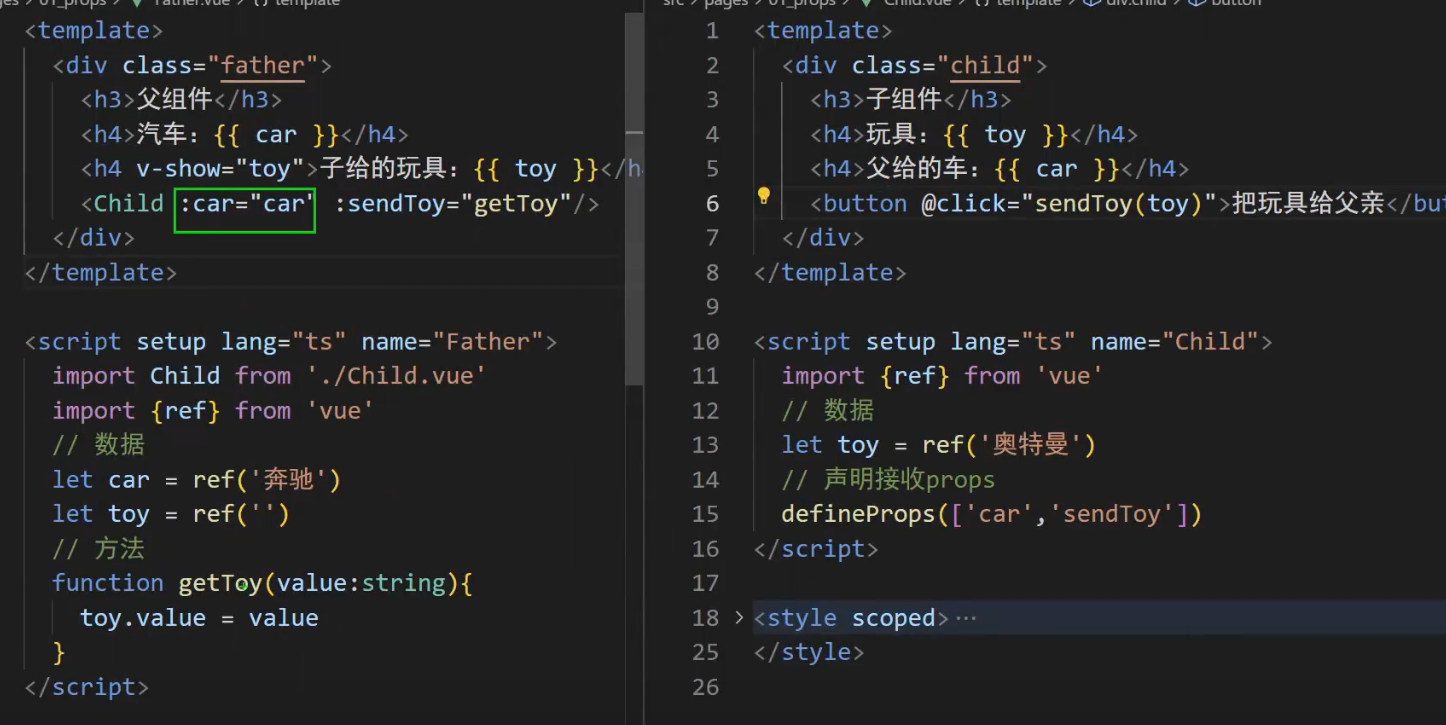 01_props > Father.vue > {} template
<template>
<div class="father">
<h3>父组件</h3>
<h4>汽车：{{ car }}</h4>
<h4 v-show="toy">子给的玩具：{{ toy }}</h
<Child :car="car" :sendToy="getToy"/>
</div>
</template>
<script setup lang="ts" name="Father">
import Child from './Child.vue'
import {ref} from 'vue'
// 数据
let car = ref('奔驰')
let toy = ref('')
// 方法
function getToy(value:string){
toy.value = value
}
</script>
src > pages > 01_props > Child.vue > {} template > div.child > button
1 <template>
2 <div class="child">
3 <h3>子组件</h3>
4 <h4>玩具：{{ toy }}</h4>
5 <h4>父给的车：{{ car }}</h4>
6 <button @click="sendToy(toy)">把玩具给父亲</but
7 </div>
8 </template>
9
10 <script setup lang="ts" name="Child">
11 import {ref} from 'vue'
12 // 数据
13 let toy = ref('奥特曼')
14 // 声明接收props
15 defineProps(['car','sendToy'])
16 </script>
17
18 > <style scoped>···
25 </style>
26